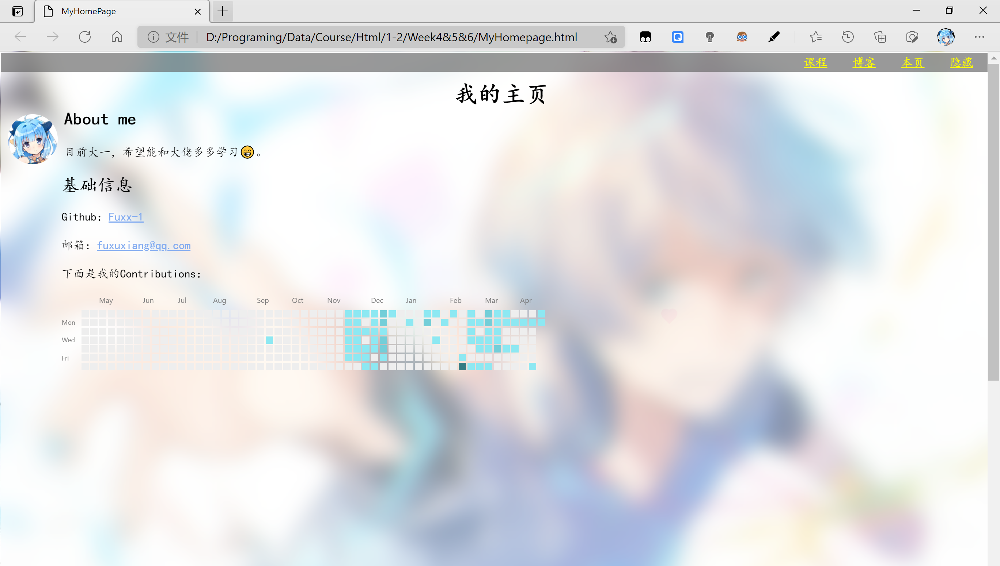 MyHomePage
文件 D:/Programing/Data/Course/Html/1-2/Week4&5&6/MyHomepage.html
课程 博客 本页 隐藏
我的主页
About me
目前大一，希望能和大佬多多学习😁。
基础信息
Github: Fuxx-1
邮箱: fuxuxiang@qq.com
下面是我的Contributions:
May Jun Jul Aug Sep Oct Nov Dec Jan Feb Mar Apr
Mon
Wed
Fri